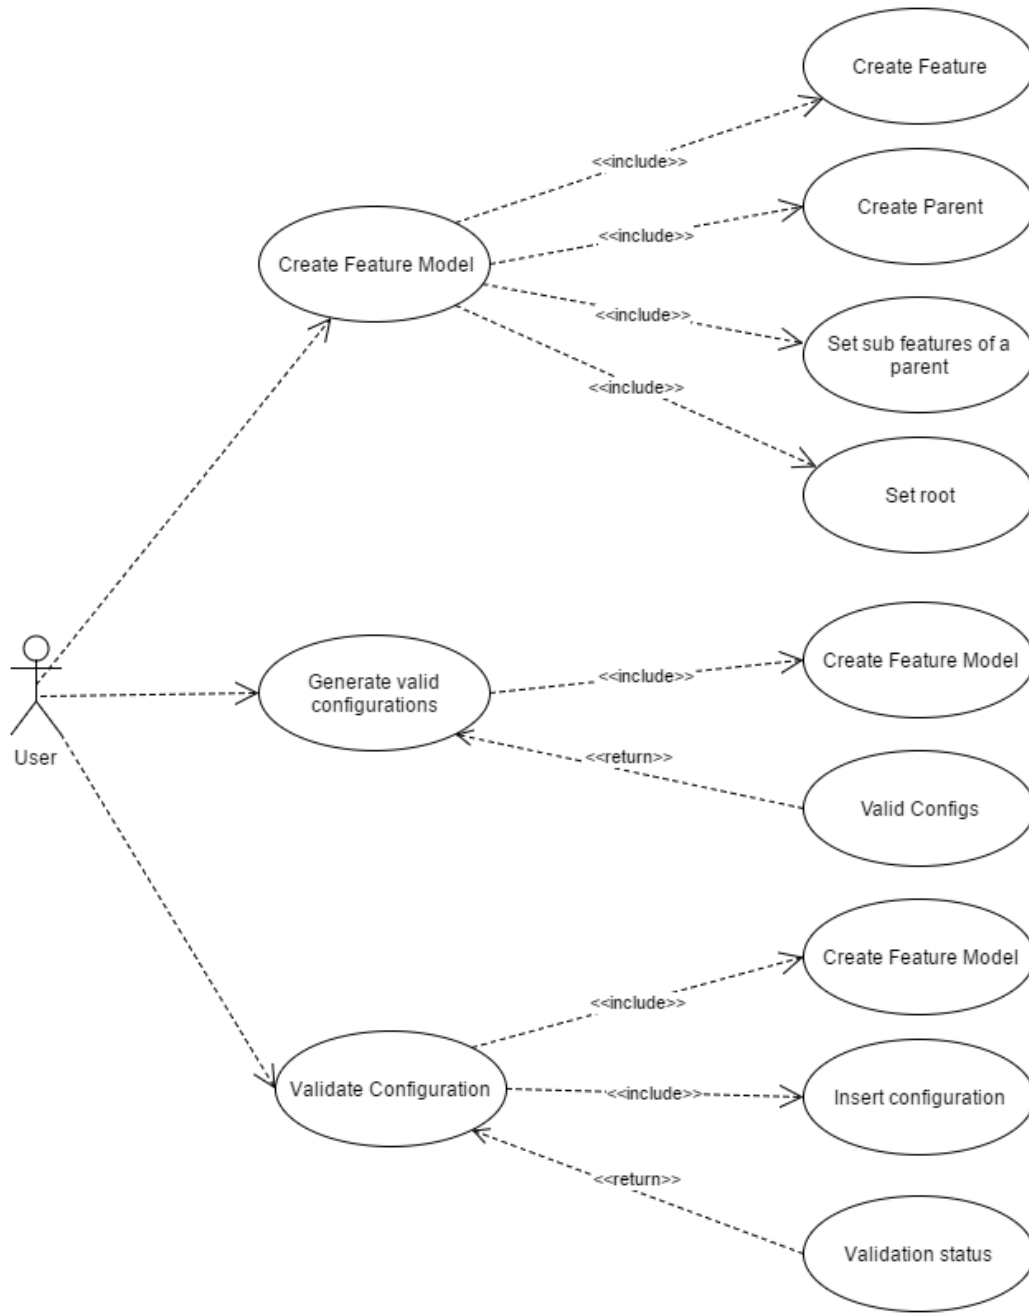 Create Feature
<<include>>
Create Parent
<<include>>
Create Feature Model
<<include>>
Set sub features of a
parent
<<include>>
Set root
User
Generate valid
configurations
<<include>>
Create Feature Model
<<return>>
Valid Configs
Create Feature Model
<<include>>
Validate Configuration
<<include>>
Insert configuration
<<return>>
Validation status